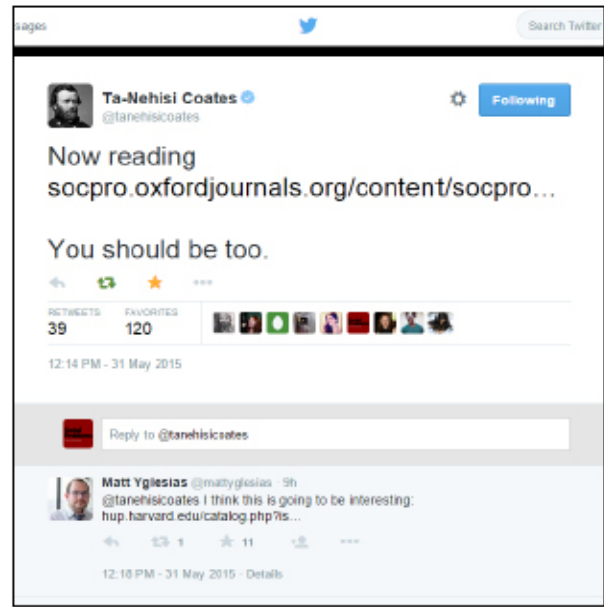 sages
Search Twitter
Ta-Nehisi Coates
@tanehisicoates
Following
Now reading
socpro.oxfordjournals.org/content/socpro…
You should be too.
RETWEETS FAVORITES
39 120
12:14 PM - 31 May 2015
Reply to @tanehisicoates
Matt Yglesias @mattyglesias · 9h
@tanehisicoates I think this is going to be interesting:
hup.harvard.edu/catalog.php?is...
1 11
12:18 PM - 31 May 2015 · Details